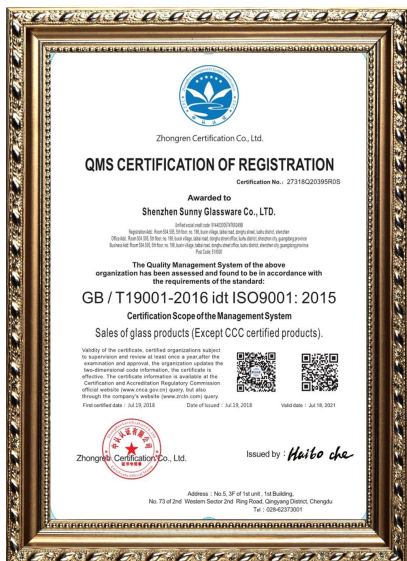 Zhongren Certification Co., Ltd.
QMS CERTIFICATION OF REGISTRATION
Certification No.: 27318Q20395R0S
Awarded to
Shenzhen Sunny Glassware Co., LTD.
The Quality Management System of the above
organization has been assessed and found to be in accordance with
the requirements of the standard:
GB / T19001-2016 idt ISO9001: 2015
Certification Scope of the Management System
Sales of glass products (Except CCC certified products).
Validity of the certificate, certified organizations subject
to supervision and review at least once a year.after the
examination and approval, the organization updates the
two-dimensional code information, the certificate is
effective. The certificate information is available at the
Certification and Accreditation Regulatory Commission
official website (www.cnca.gov.cn) query, but also
through the company's website (www.zrcln.com) query.
First certified date : Jul.19, 2018
Date of Issued : Jul.19, 2018
Valid date : Jul.18, 2021
Zhongren Certification Co., Ltd.
Issued by : Haibo che
Address : No.5, 3F of 1st unit , 1st Building,
No. 73 of 2nd Western Sector 2nd Ring Road, Qingyang District, Chengdu
Tel : 028-62373001